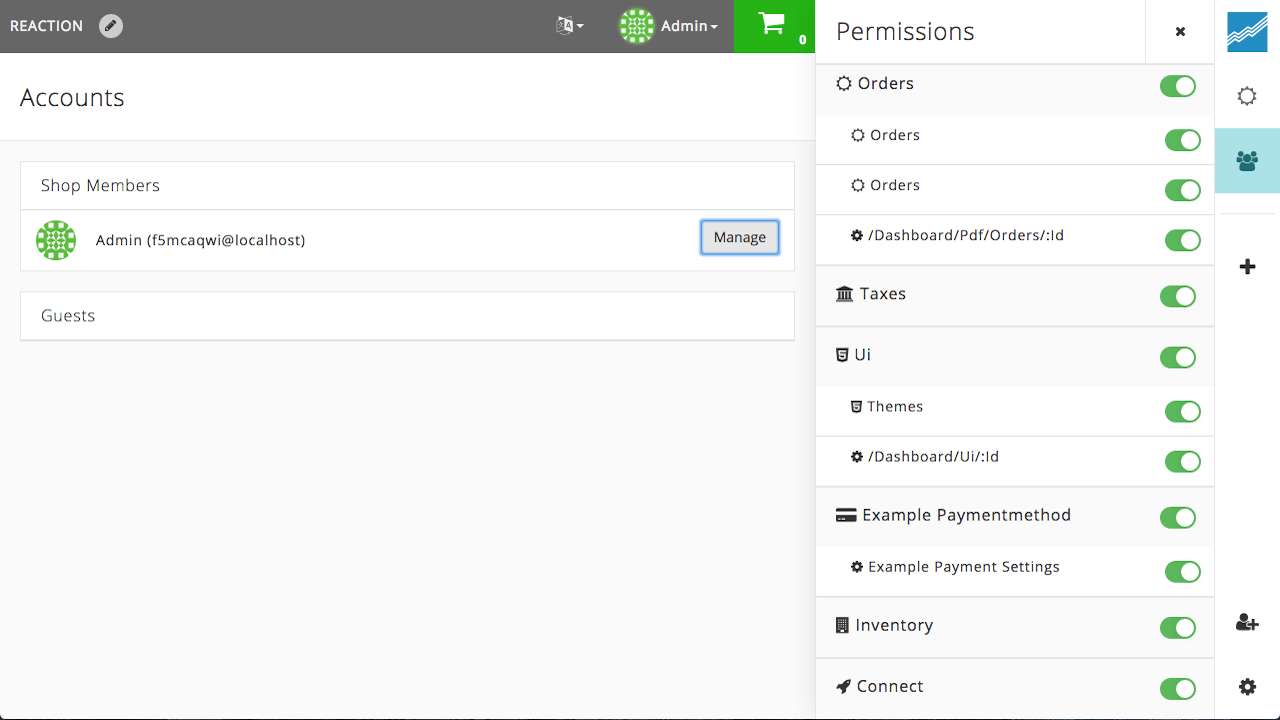 REACTION
Admin
0
Permissions
Accounts
Shop Members
Admin (f5mcaqwi@localhost)
Manage
Guests
Orders
Orders
Orders
/Dashboard/Pdf/Orders/:Id
Taxes
Ui
Themes
/Dashboard/Ui/:Id
Example Paymentmethod
Example Payment Settings
Inventory
Connect